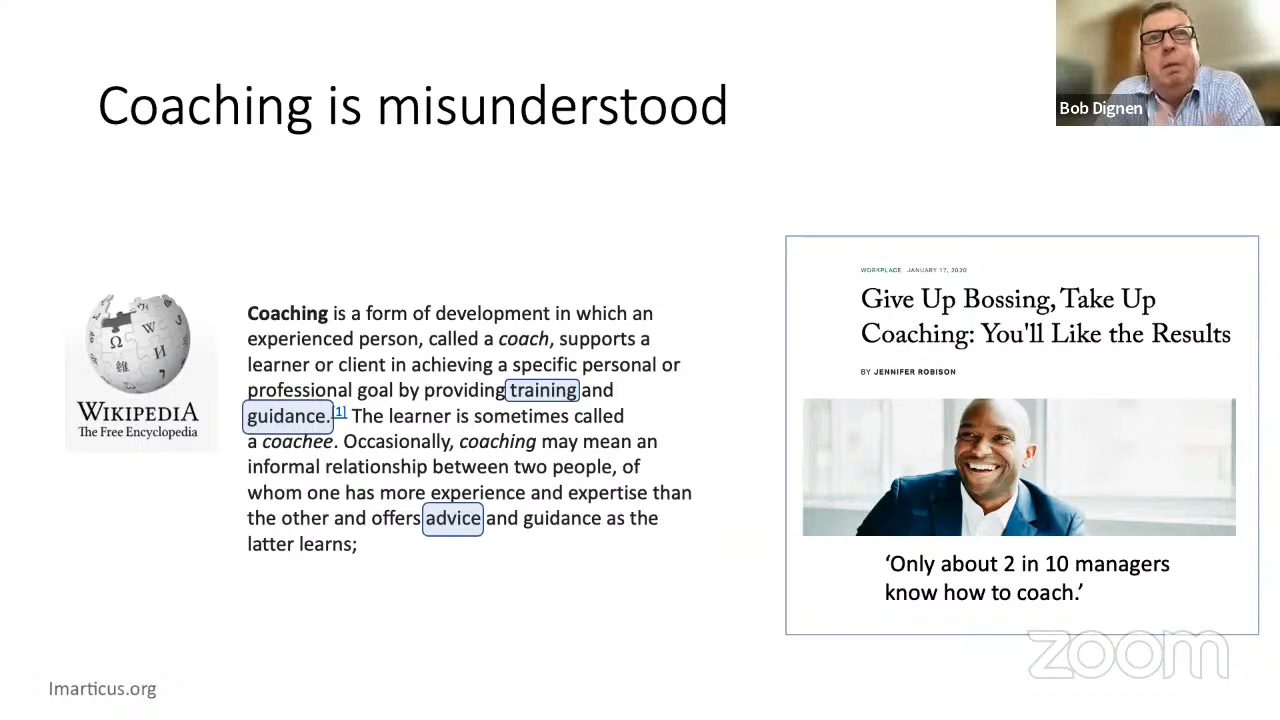 Coaching is misunderstood
Bob Dignen
WIKIPEDIA
The Free Encyclopedia
Coaching is a form of development in which an
experienced person, called a coach, supports a
learner or client in achieving a specific personal or
professional goal by providing training and
guidance.[1] The learner is sometimes called
a coachee. Occasionally, coaching may mean an
informal relationship between two people, of
whom one has more experience and expertise than
the other and offers advice and guidance as the
latter learns;
WORKPLACE JANUARY 17, 2020
Give Up Bossing, Take Up
Coaching: You'll Like the Results
BY JENNIFER ROBISON
‘Only about 2 in 10 managers
know how to coach.’
zoom
Imarticus.org